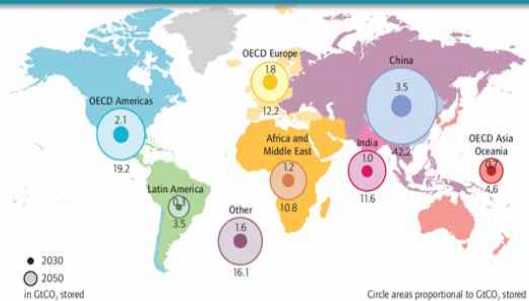 OECD Europe
1.8
12.2
China
3.5
42.2
OECD Americas
2.1
19.2
Africa and
Middle East
1.2
10.8
India
1.0
11.6
OECD Asia
Oceania
0.7
4.6
Latin America
3.5
Other
1.6
16.1
2030
2050
in GtCO₂ stored
Circle areas proportional to GtCO₂ stored